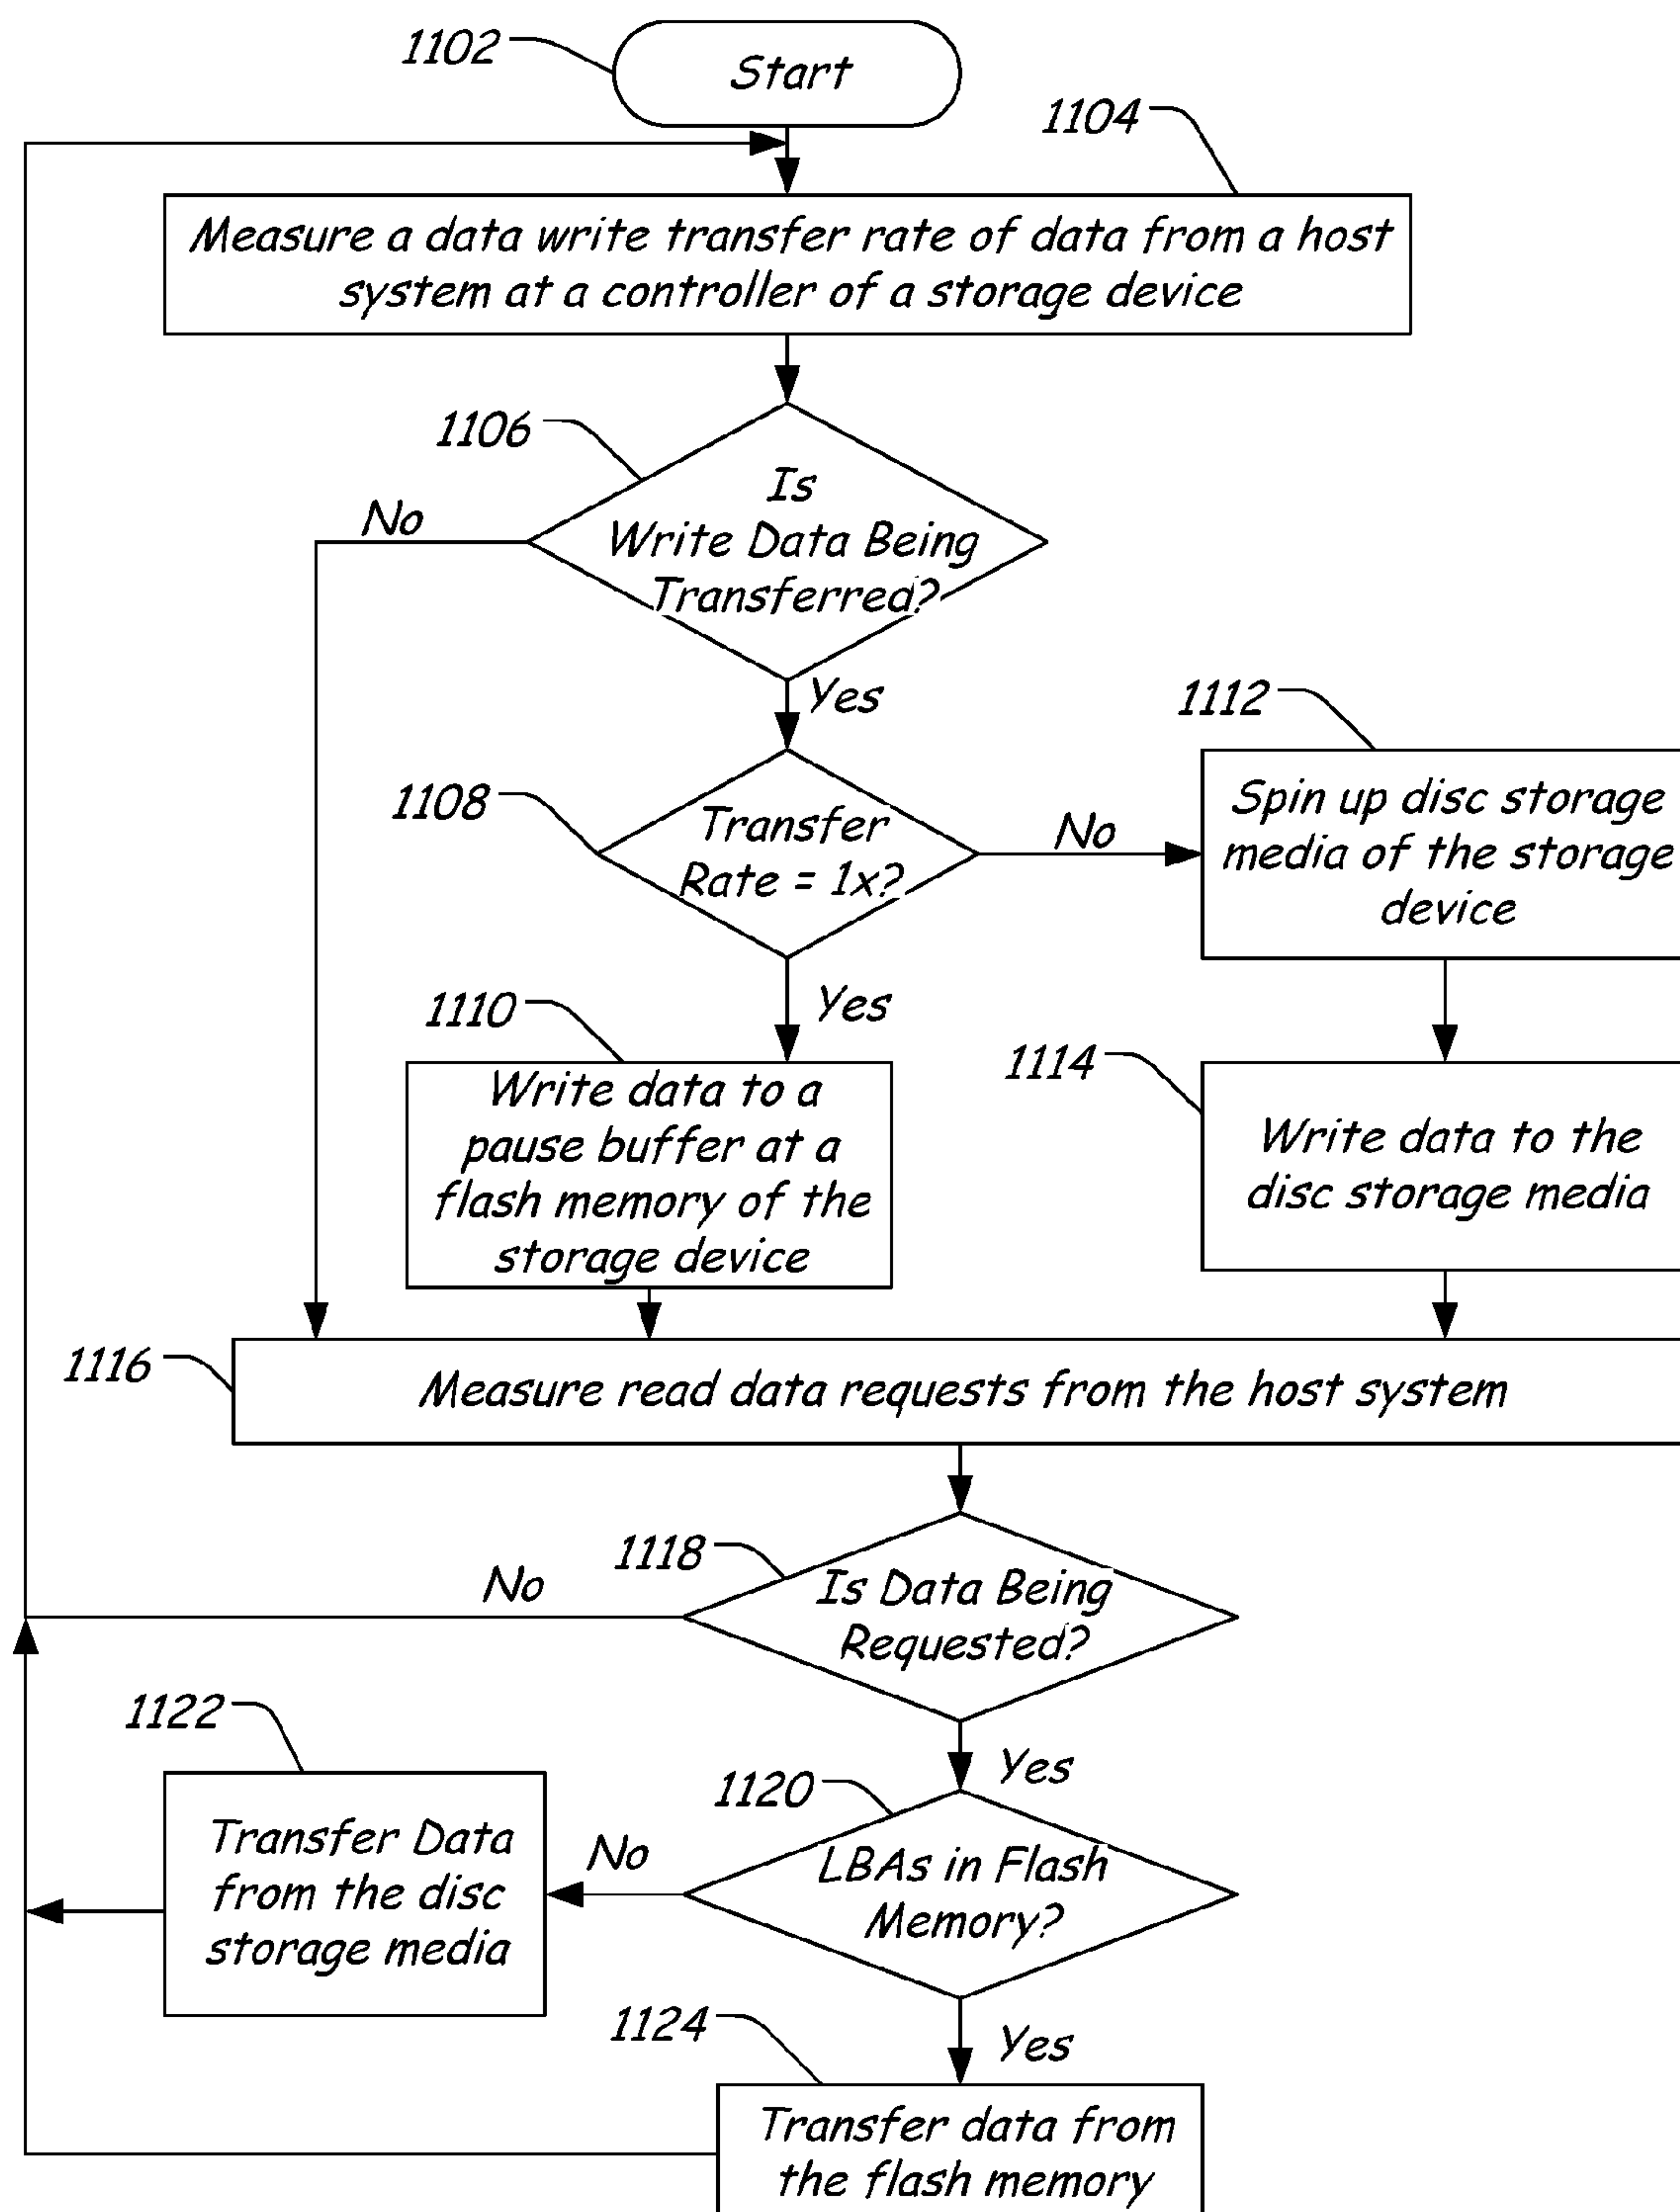 1102
Start
1104
Measure a data write transfer rate of data from a host
system at a controller of a storage device
1106
Is
Write Data Being
Transferred?
No
Yes
1108
Transfer
Rate = 1x?
No
1112
Spin up disc storage
media of the storage
device
Yes
1110
Write data to a
pause buffer at a
flash memory of the
storage device
1114
Write data to the
disc storage media
1116
Measure read data requests from the host system
1118
Is Data Being
Requested?
No
Yes
1120
LBAs in Flash
Memory?
No
1122
Transfer Data
from the disc
storage media
Yes
1124
Transfer data from
the flash memory